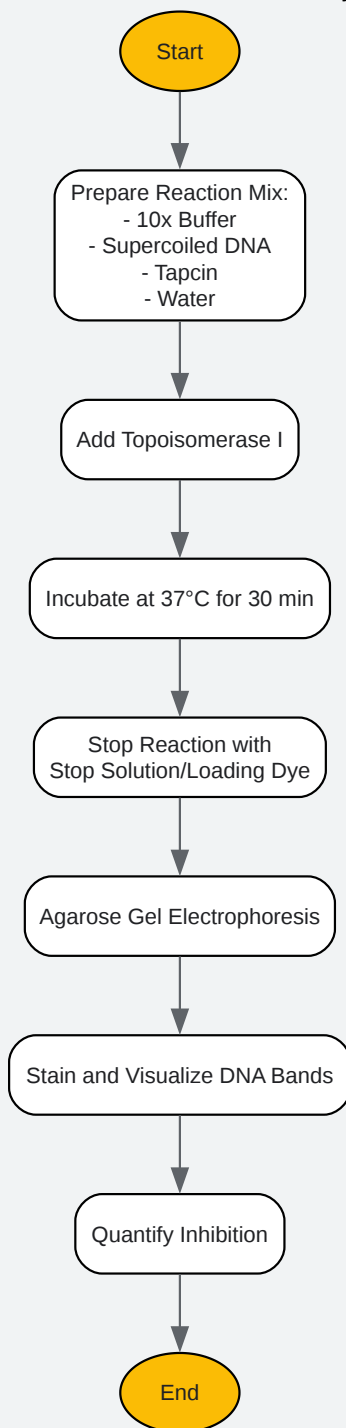 Start
Prepare Reaction Mix:
- 10x Buffer
- Supercoiled DNA
- Tapcin
- Water
Add Topoisomerase I
Incubate at 37°C for 30 min
Stop Reaction with
Stop Solution/Loading Dye
Agarose Gel Electrophoresis
Stain and Visualize DNA Bands
Quantify Inhibition
End